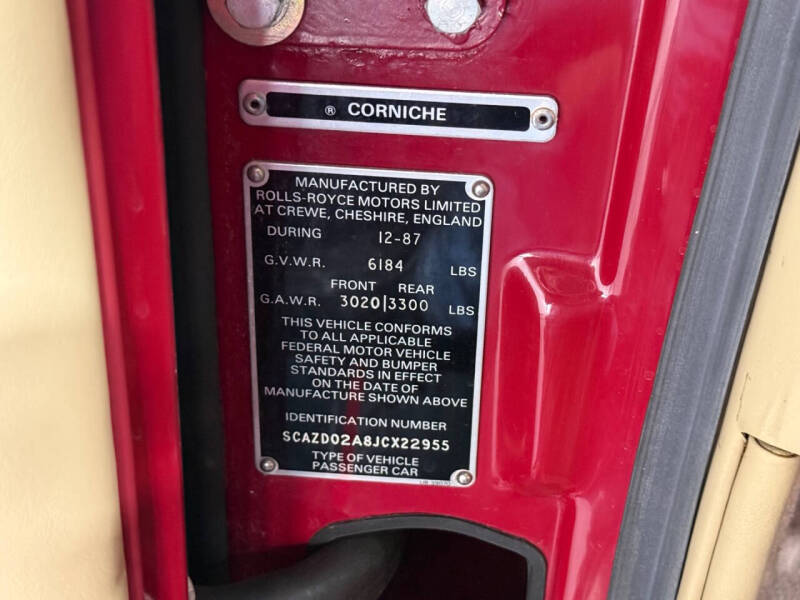 ® CORNICHE
MANUFACTURED BY
ROLLS-ROYCE MOTORS LIMITED
AT CREWE, CHESHIRE, ENGLAND
DURING 12-87
G.V.W.R. 6184 LBS
FRONT REAR
G.A.W.R. 3020|3300 LBS
THIS VEHICLE CONFORMS
TO ALL APPLICABLE
FEDERAL MOTOR VEHICLE
SAFETY AND BUMPER
STANDARDS IN EFFECT
ON THE DATE OF
MANUFACTURE SHOWN ABOVE
IDENTIFICATION NUMBER
SCAZD02A8JCX22955
TYPE OF VEHICLE
PASSENGER CAR